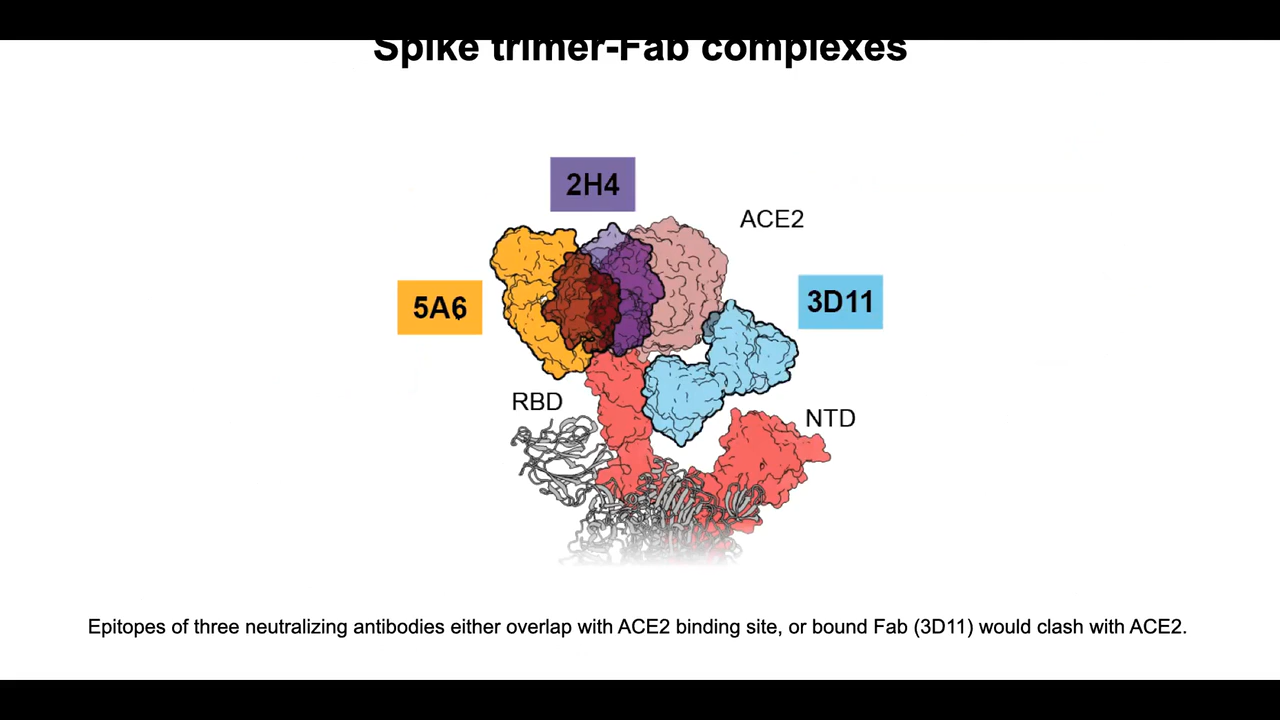 Spike trimer-Fab complexes
2H4
ACE2
5A6
3D11
RBD
NTD
Epitopes of three neutralizing antibodies either overlap with ACE2 binding site, or bound Fab (3D11) would clash with ACE2.